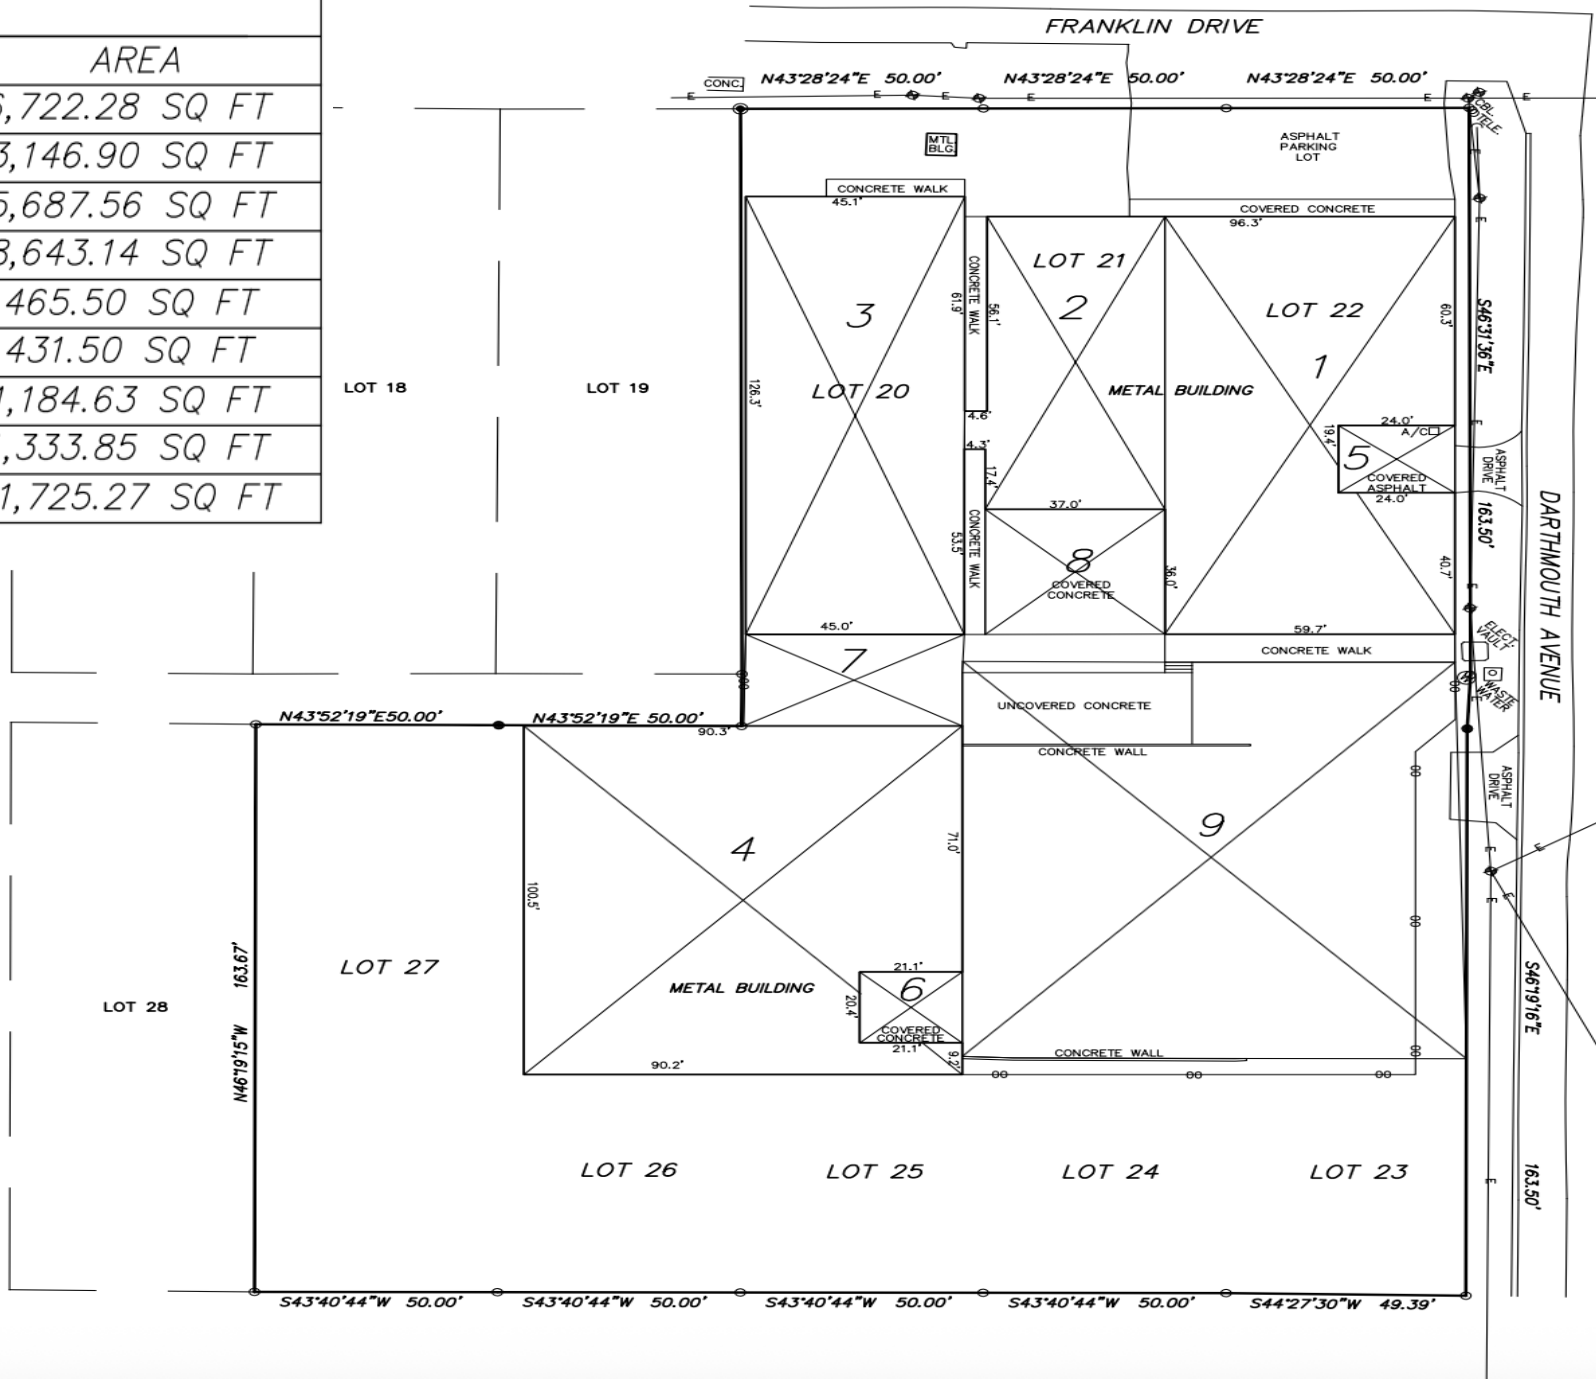 FRANKLIN DRIVE
AREA
6,722.28 SQ FT
3,146.90 SQ FT
5,687.56 SQ FT
8,643.14 SQ FT
465.50 SQ FT
431.50 SQ FT
1,184.63 SQ FT
,333.85 SQ FT
1,725.27 SQ FT
CONC.
N43°28'24"E 50.00'
N43°28'24"E 50.00'
N43°28'24"E 50.00'
E
E
E
E
E
E
CBL.
TELE.
MTL
BLG.
ASPHALT
PARKING
LOT
E
CONCRETE WALK
45.1'
COVERED CONCRETE
96.3'
E
LOT 21
2
CONCRETE WALK
61.9'
56.1'
3
LOT 22
60.3'
S46°31'36"E
1
LOT 18
LOT 19
126.3'
LOT 20
METAL BUILDING
4.6'
24.0'
A/C
19.4'
5
COVERED
ASPHALT
24.0'
E
ASPHALT
DRIVE
4.3'
17.4'
37.0'
163.50'
DARTMOUTH AVENUE
CONCRETE WALK
53.5'
8
COVERED
CONCRETE
36.0'
40.7'
E
45.0'
59.7'
ELECT.
VAULT
7
CONCRETE WALK
WASTE
WATER
E
UNCOVERED CONCRETE
N43°52'19"E 50.00'
N43°52'19"E 50.00'
90.3'
CONCRETE WALL
ASPHALT
DRIVE
9
4
71.0'
E
E
E
E
100.5'
LOT 27
N46°19'15"W 163.67'
LOT 28
METAL BUILDING
21.1'
6
20.4'
COVERED
CONCRETE
21.1'
9.2'
S46°19'16"E
CONCRETE WALL
90.2'
LOT 26
LOT 25
LOT 24
LOT 23
E
163.50'
S43°40'44"W 50.00'
S43°40'44"W 50.00'
S43°40'44"W 50.00'
S43°40'44"W 50.00'
S44°27'30"W 49.39'